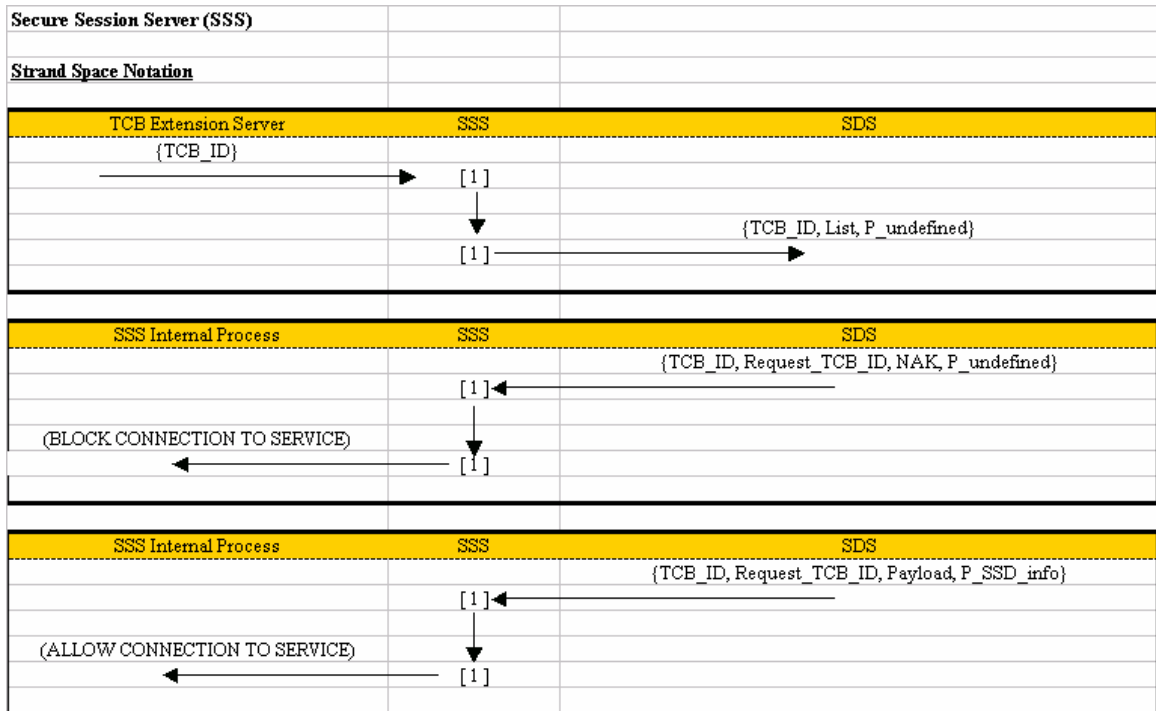 Secure Session Server (SSS)
Strand Space Notation
TCB Extension Server SSS SDS
{TCB_ID}
[1]
{TCB_ID, List, P_undefined}
[1]
SSS Internal Process SSS SDS
{TCB_ID, Request_TCB_ID, NAK, P_undefined}
[1]
(BLOCK CONNECTION TO SERVICE)
[1]
SSS Internal Process SSS SDS
{TCB_ID, Request_TCB_ID, Payload, P_SSD_info}
[1]
(ALLOW CONNECTION TO SERVICE)
[1]